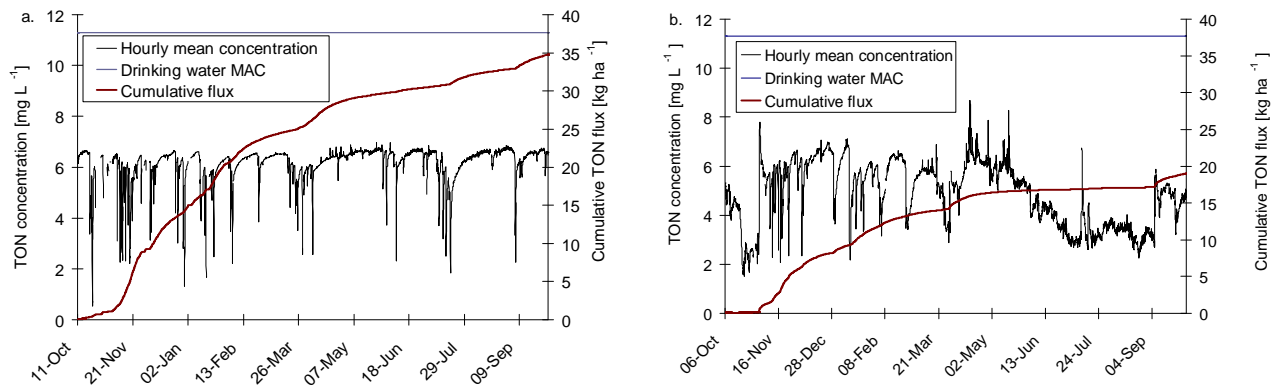 a.
TON concentration [mg L -1]
12
10
8
6
4
2
0
Hourly mean concentration
Drinking water MAC
Cumulative flux
40
35
30
25
20
15
10
5
0
Cumulative TON flux [kg ha -1]
11-Oct
21-Nov
02-Jan
13-Feb
26-Mar
07-May
18-Jun
29-Jul
09-Sep
b.
TON concentration [mg L -1]
12
10
8
6
4
2
0
Hourly mean concentration
Drinking water MAC
Cumulative flux
40
35
30
25
20
15
10
5
0
Cumulative TON flux [kg ha -1]
06-Oct
16-Nov
28-Dec
08-Feb
21-Mar
02-May
13-Jun
24-Jul
04-Sep